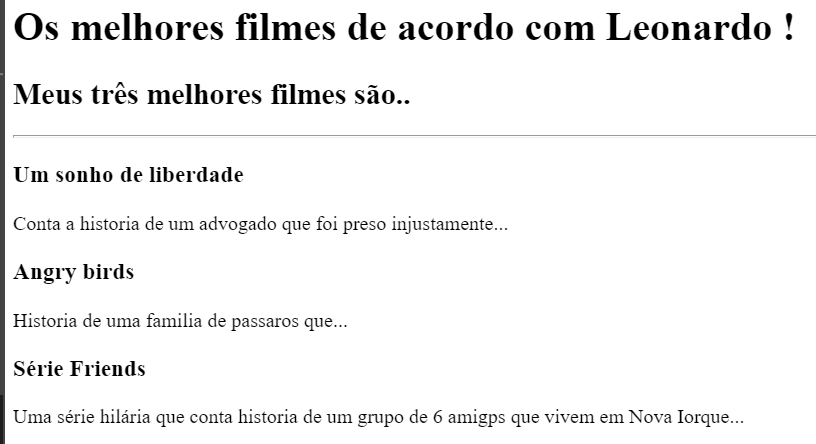 Os melhores filmes de acordo com Leonardo !
Meus três melhores filmes são..
Um sonho de liberdade
Conta a historia de um advogado que foi preso injustamente...
Angry birds
Historia de uma familia de passaros que...
Série Friends
Uma série hilária que conta historia de um grupo de 6 amigps que vivem em Nova Iorque...